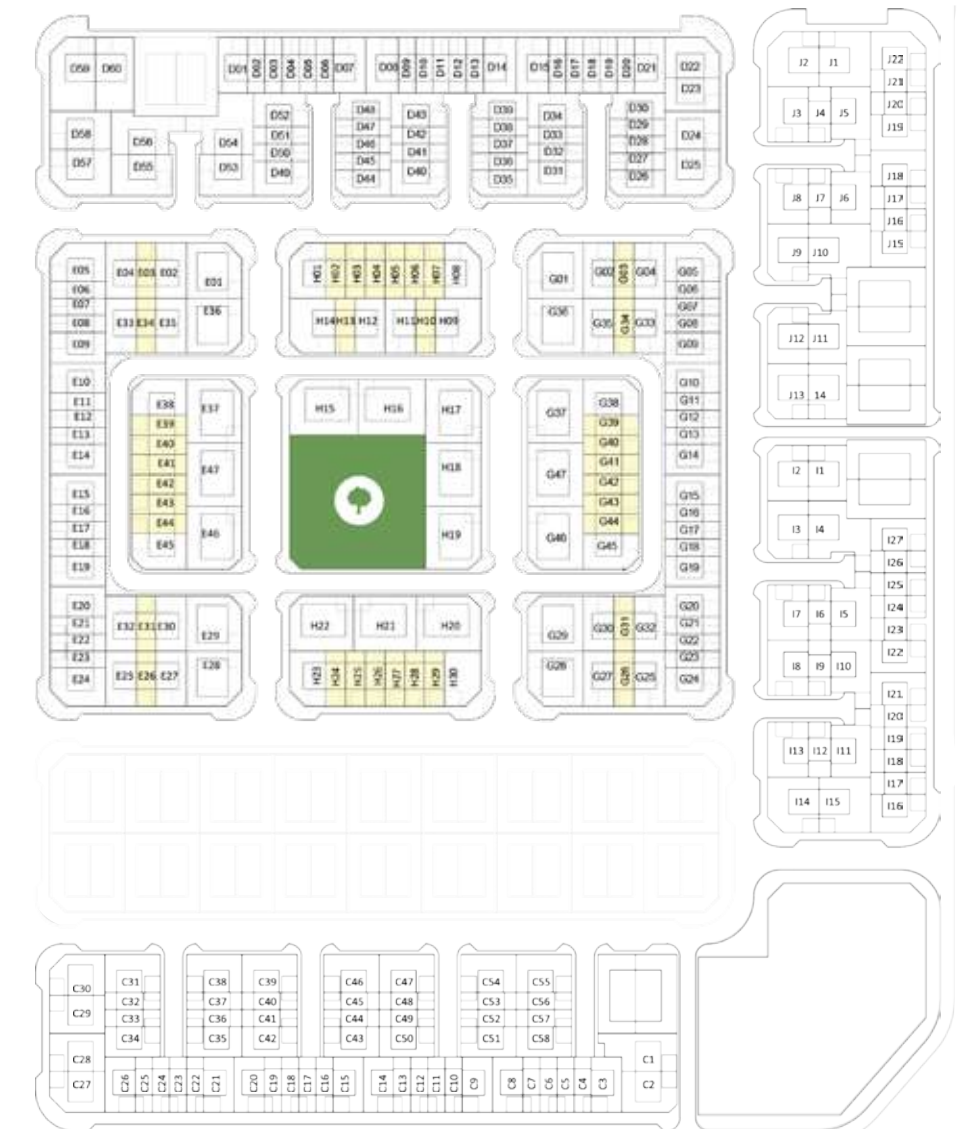 D59 D60
D01 D02 D03 D04 D05 D06 D07
D08 D09 D10 D11 D12 D13 D14
D15 D16 D17 D18 D19 D20 D21
D22
D23
D58
D57
D56
D55
D54
D53
D52
D51
D50
D49
D48
D47
D46
D45
D44
D43
D42
D41
D40
D39
D38
D37
D36
D35
D34
D33
D32
D31
D30
D29
D28
D27
D26
D24
D25
J2 J1
J3 J4 J5
J22
J21
J20
J19
J8 J7 J6
J9 J10
J18
J17
J16
J15
J12 J11
J13 14
E05
E06
E07
E08
E09
E04 E03 E02
E01
E33 E34 E35
E36
H01 H02 H03 H04 H05 H06 H07 H08
H14 H13 H12 H11 H10 H09
G01
G02 G03 G04
G36
G35 G34 G33
G05
G06
G07
G08
G09
E10
E11
E12
E13
E14
E15
E16
E17
E18
E19
E38
E39
E40
E41
E42
E43
E44
E45
E37
E47
E46
H15 H16 H17
H18
H19
G37
G47
G46
G38
G39
G40
G41
G42
G43
G44
G45
G10
G11
G12
G13
G14
G15
G16
G17
G18
G19
E20
E21
E22
E23
E24
E32 E31 E30
E29
E25 E26 E27
E28
H22 H21 H20
H23 H24 H25 H26 H27 H28 H29 H30
G29
G30 G31 G32
G28
G27 G26 G25
G20
G21
G22
G23
G24
I2 I1
I3 I4
I27
I26
I25
I24
I23
I22
I7 I6 I5
I8 I9 I10
I21
I20
I19
I18
I17
I16
I13 I12 I11
I14 I15
C30
C29
C28
C27
C31
C32
C33
C34
C38
C37
C36
C35
C39
C40
C41
C42
C46
C45
C44
C43
C47
C48
C49
C50
C54
C53
C52
C51
C55
C56
C57
C58
C26 C25 C24 C23 C22 C21
C20 C19 C18 C17 C16 C15
C14 C13 C12 C11 C10 C9
C8 C7 C6 C5 C4 C3
C1
C2